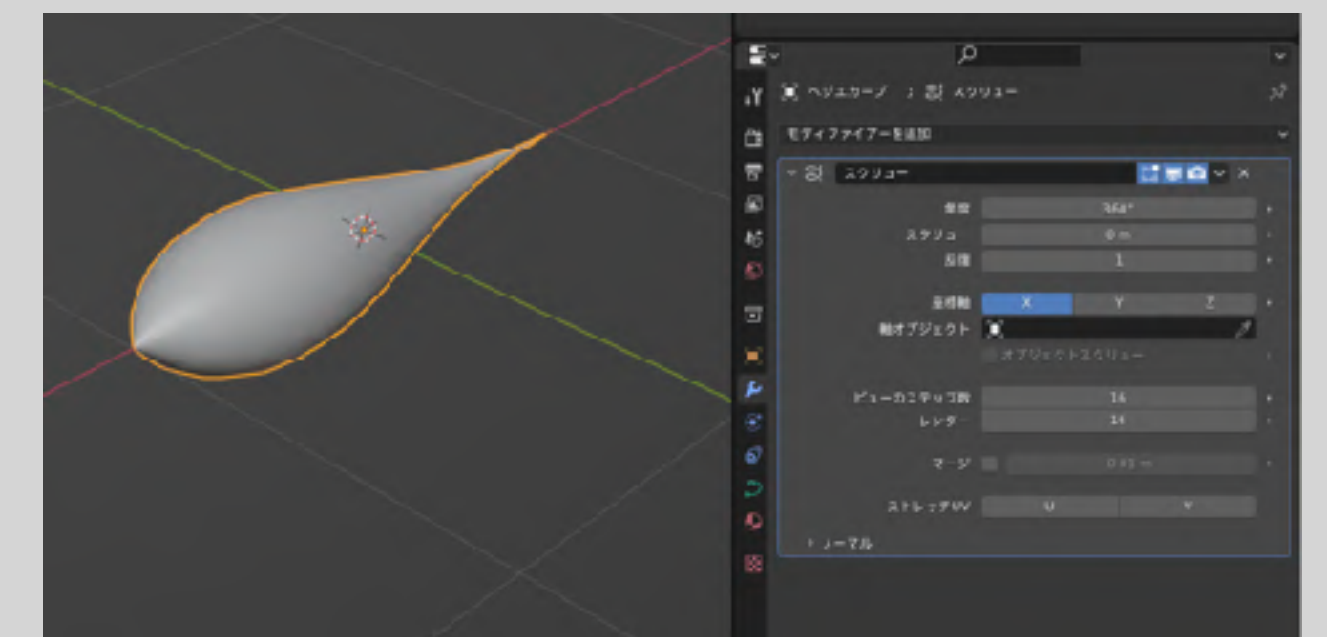 ベジエカーブ › スクリュー
モディファイアーを追加
スクリュー
角度 360°
スクリュー 0 m
反復 1
座標軸 X Y Z
軸オブジェクト
オブジェクトスクリュー
ビューのステップ数 16
レンダー 16
マージ
ストレッチUV U V
ノーマル